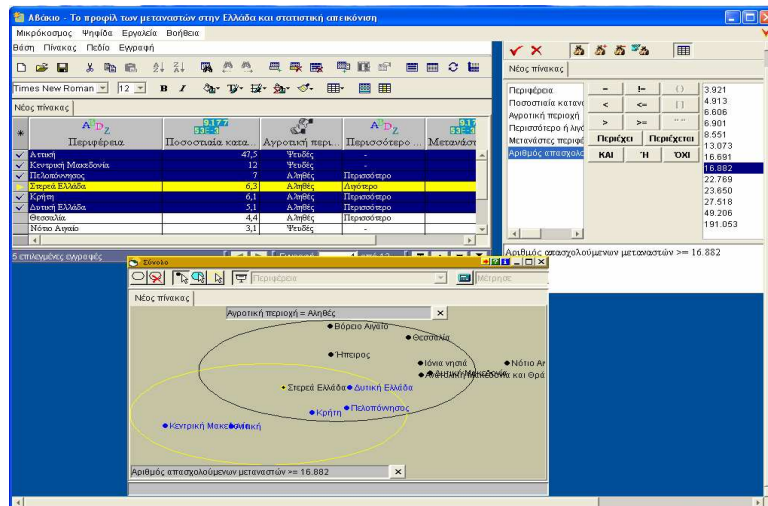 Αβάκιο - Το προφίλ των μεταναστών στην Ελλάδα και στατιστική απεικόνιση
Μικρόκοσμος Ψηφίδα Εργαλεία Βοήθεια
Βάση Πίνακας Πεδίο Εγγραφή
Times New Roman 12 B I
Νέος πίνακας
Περιφέρεια Ποσοστιαία κατα... Αγροτική περι... Περισσότερο ... Μετανάστ
Αττική 47,5 Ψευδές -
Κεντρική Μακεδονία 12 Ψευδές -
Πελοπόννησος 7 Αληθές Περισσότερο
Στερεά Ελλάδα 6,3 Αληθές Λιγότερο
Κρήτη 6,1 Αληθές Περισσότερο
Δυτική Ελλάδα 5,1 Αληθές Περισσότερο
Θεσσαλία 4,4 Αληθές Περισσότερο
Νότιο Αιγαίο 3,1 Ψευδές -
5 επιλεγμένες εγγραφές
Νέος πίνακας
Περιφέρεια
Ποσοστιαία κατανο
Αγροτική περιοχή
Περισσότερο ή λιγό
Μετανάστες περιφέ
Αριθμός απασχολο
= != ( )
< <= [ ]
> >= " "
Περιέχει Περιέχεται
ΚΑΙ Ή ΌΧΙ
3.921
4.913
6.606
6.901
8.551
13.073
16.691
16.882
22.769
23.650
27.518
49.206
191.053
Αριθμός απασχολούμενων μεταναστών >= 16.882
Σύνολο
Περιφέρεια Μέτρησε
Νέος πίνακας
Αγροτική περιοχή = Αληθές
Βόρειο Αιγαίο
Θεσσαλία
Ήπειρος
Ιόνια νησιά Νότιο Αι
Δυτική Μακεδονία
Στερεά Ελλάδα Δυτική Ελλάδα
Κρήτη Πελοπόννησος
Κεντρική Μακεδονία
Αριθμός απασχολούμενων μεταναστών >= 16.882